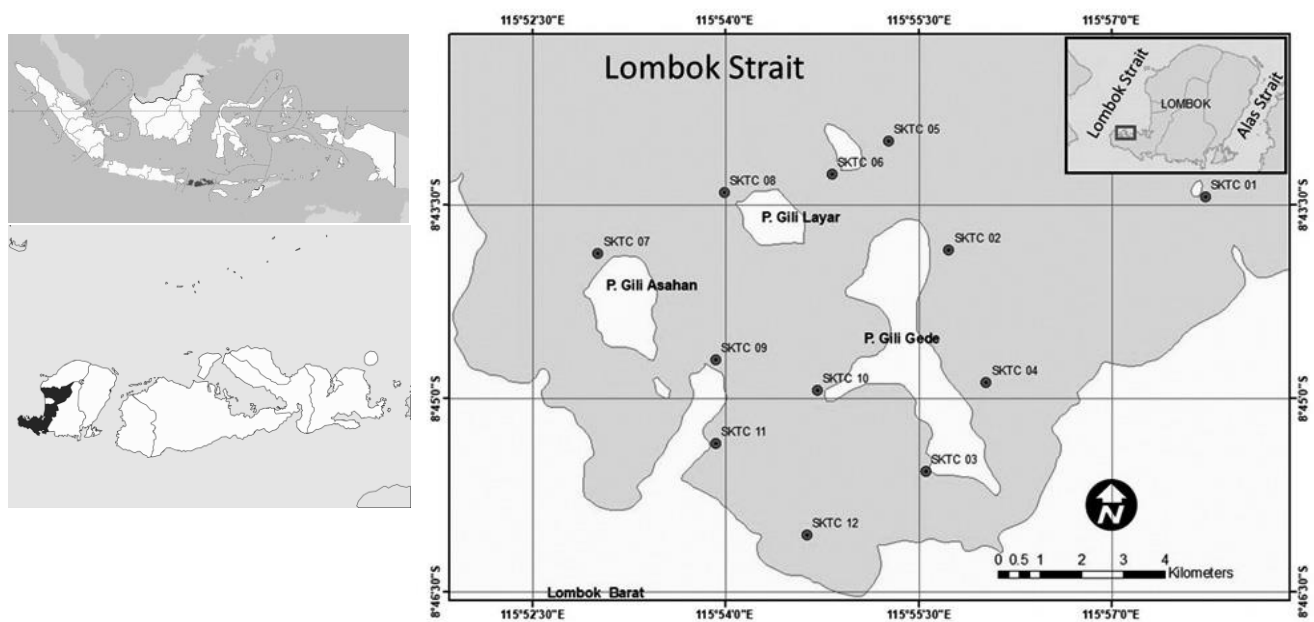 115°52'30"E 115°54'0"E 115°55'30"E 115°57'0"E
Lombok Strait
Lombok Strait
LOMBOK
Alas Strait
SKTC 05
SKTC 06
SKTC 08
SKTC 01
8°43'30"S
8°43'30"S
P. Gili Layar
SKTC 07
SKTC 02
P. Gili Asahan
P. Gili Gede
SKTC 09
SKTC 10
SKTC 04
8°45'0"S
8°45'0"S
SKTC 11
SKTC 03
N
SKTC 12
0 0.5 1 2 3 4
Kilometers
Lombok Barat
8°46'30"S
8°46'30"S
115°52'30"E 115°54'0"E 115°55'30"E 115°57'0"E